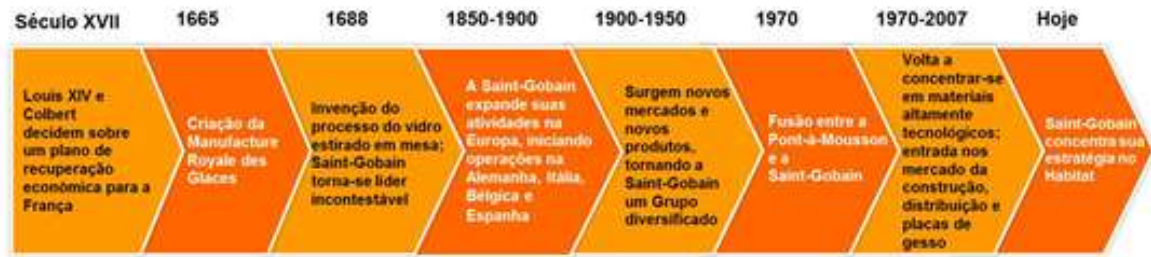 Século XVII
1665
1688
1850-1900
1900-1950
1970
1970-2007
Hoje
Louis XIV e
Colbert
decidem sobre
um plano de
recuperação
econômica para a
França
Criação da
Manufacture
Royale des
Glaces
Invenção do
processo do vidro
estirado em mesa;
Saint-Gobain
torna-se líder
incontestável
A Saint-Gobain
expande suas
atividades na
Europa, iniciando
operações na
Alemanha, Itália,
Bélgica e
Espanha
Surgem novos
mercados e
novos
produtos,
tornando a
Saint-Gobain
um Grupo
diversificado
Fusão entre a
Pont-à-Mousson
e a
Saint-Gobain
Volta a
concentrar-se
em materiais
altamente
tecnológicos;
entrada nos
mercado da
construção,
distribuição e
placas de
gesso
Saint-Gobain
concentra sua
estratégia no
Habitat